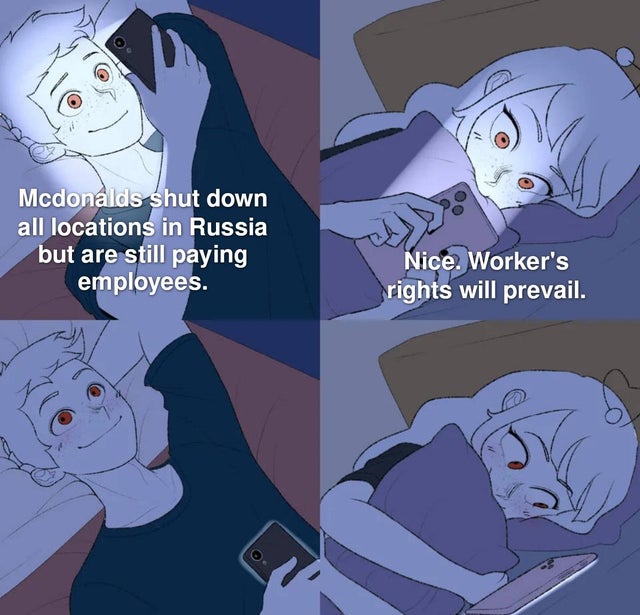 Mcdonalds shut down
all locations in Russia
but are still paying
employees.
Nice. Worker's
rights will prevail.